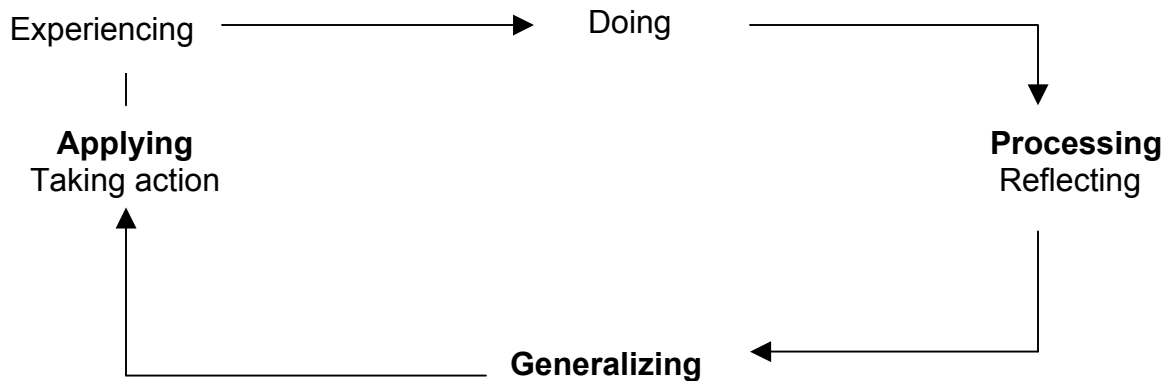 Experiencing
Doing
Applying
Taking action
Processing
Reflecting
Generalizing